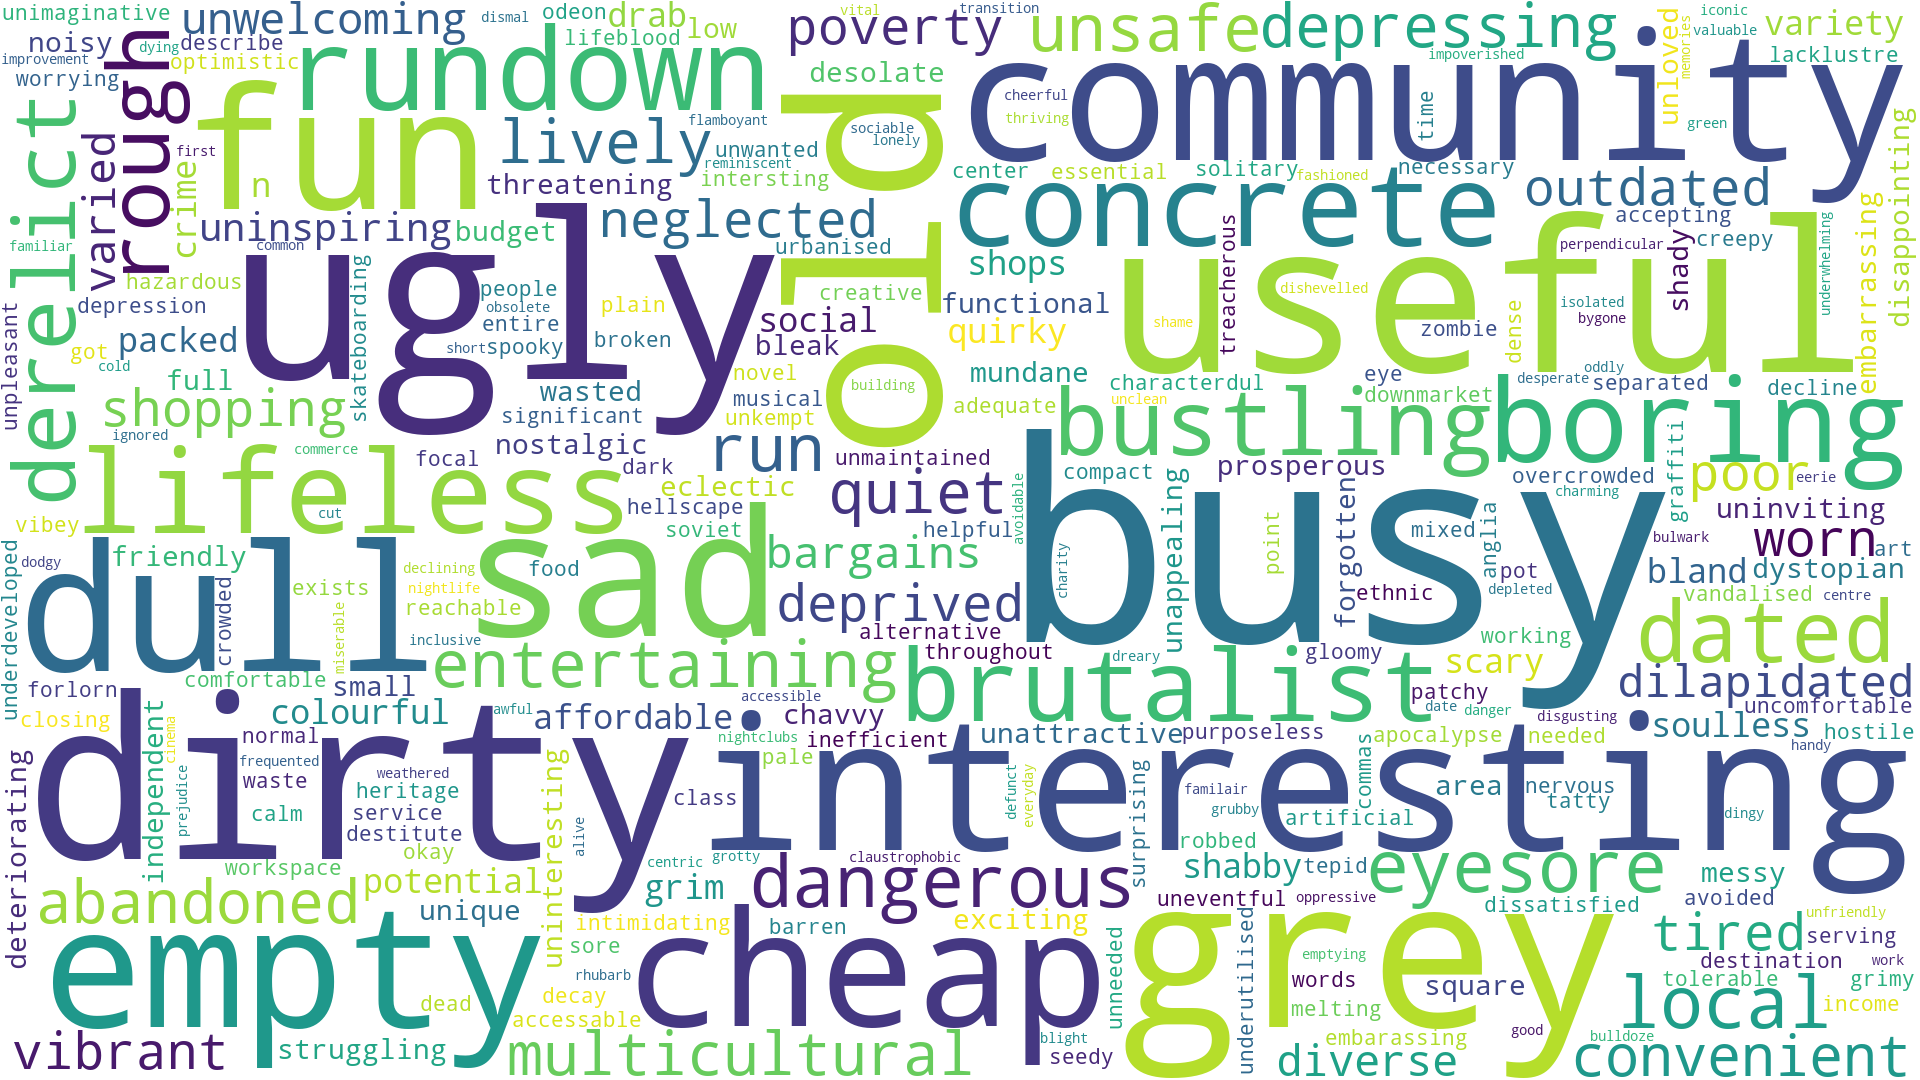 unimaginative
unwelcoming
dismal
odeon
drab
low
lifeblood
poverty
vital
transition
unsafe
depressing
unloved
memories
iconic
valuable
variety
lacklustre
noisy
dying
describe
improvement
optimistic
worrying
rough
rundown
desolate
impoverished
community
fun
derelict
varied
first
crime
n
lively
flamboyant
unwanted
reminiscent
intersting
threatening
old
sociable
lonely
cheerful
thriving
time
green
disappointing
center
essential
solitary
fashioned
necessary
concrete
outdated
accepting
embarrassing
uninspiring
common
budget
neglected
urbanised
familiar
hazardous
depression
ugly
skateboarding
people
obsolete
entire
short
spooky
plain
broken
social
bleak
creative
shops
functional
quirky
treacherous
dishevelled
shame
useful
perpendicular
shady
creepy
isolated
bygone
zombie
dense
underwhelming
unpleasant
got
cold
packed
full
shopping
wasted
significant
novel
musical
unkempt
building
mundane
adequate
characterdul
unclean
eye
downmarket
desperate
oddly
separated
decline
ignored
commerce
focal
nostalgic
dark
run
unmaintained
quiet
bustling
boring
lifeless
vibey
cut
eclectic
hellscape
soviet
helpful
avoidable
compact
prosperous
unappealing
point
forgotten
overcrowded
charming
graffiti
poor
eerie
uninviting
bulwark
worn
art
underdeveloped
dodgy
dull
friendly
crowded
exists
miserable
declining
nightlife
reachable
inclusive
sad
food
bargains
deprived
busy
charity
mixed
anglia
pot
ethnic
depleted
bland
dystopian
vandalised
centre
alternative
throughout
dreary
gloomy
working
dated
forlorn
comfortable
small
entertaining
accessible
brutalist
scary
patchy
date
danger
dilapidated
uncomfortable
closing
cinema
independent
colourful
awful
affordable
chavvy
inefficient
unattractive
purposeless
disgusting
apocalypse
needed
soulless
hostile
deteriorating
dirty
normal
frequented
waste
prejudice
calm
weathered
heritage
service
destitute
alive
uninteresting
nightclubs
pale
class
interesting
defunct
everyday
surprising
familair
grubby
artificial
commas
area
nervous
tatty
handy
dingy
okay
workspace
potential
centric
grotty
grim
claustrophobic
dangerous
robbed
shabby
tepid
eyesore
messy
abandoned
unique
intimidating
barren
exciting
uneventful
oppressive
dissatisfied
avoided
unfriendly
empty
sore
rhubarb
cheap
unneeded
underutilised
grey
emptying
words
melting
square
tired
serving
destination
work
tolerable
grimy
dead
decay
accessable
good
local
income
vibrant
struggling
multicultural
blight
seedy
diverse
embarassing
bulldoze
convenient